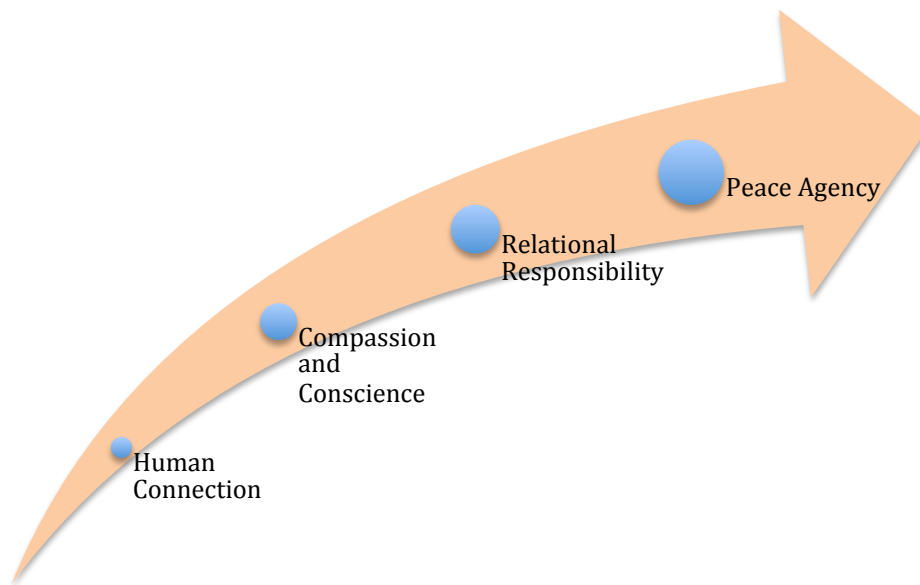 Peace Agency
Relational
Responsibility
Compassion
and
Conscience
Human
Connection